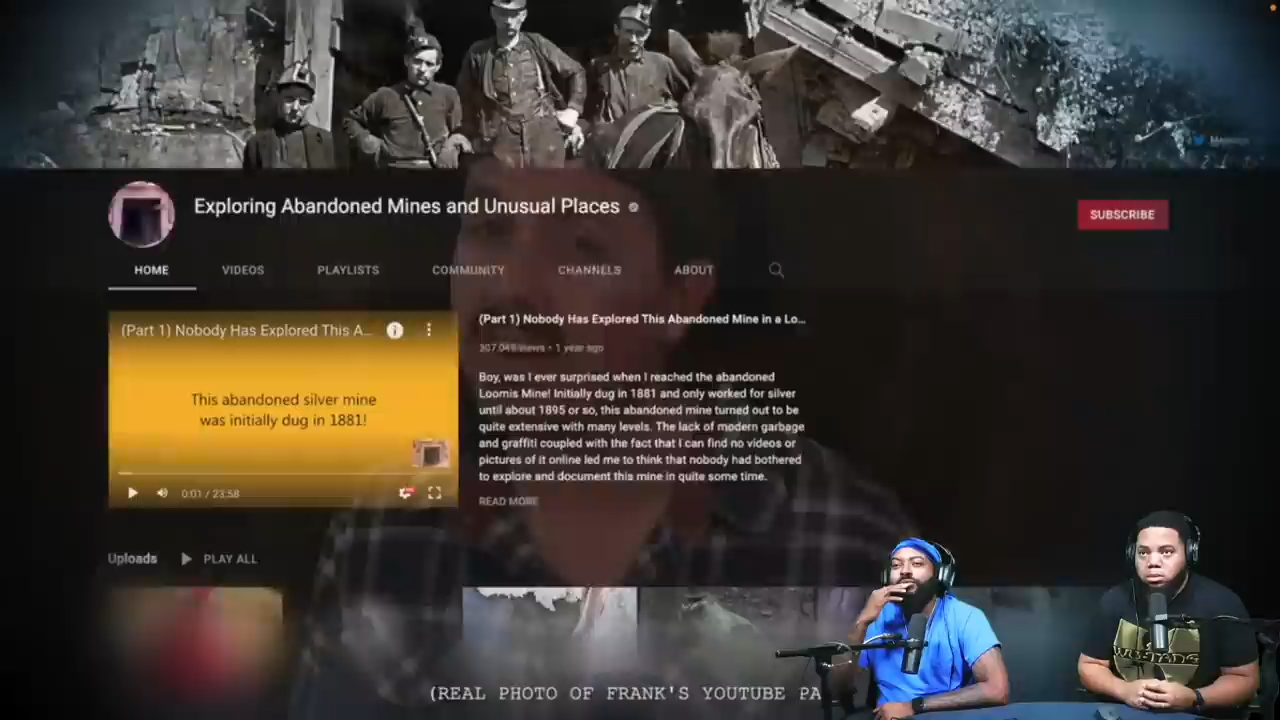 Exploring Abandoned Mines and Unusual Places
SUBSCRIBE
HOME VIDEOS PLAYLISTS COMMUNITY CHANNELS ABOUT
(Part 1) Nobody Has Explored This A...
This abandoned silver mine
was initially dug in 1881!
0:01 / 23:58
(Part 1) Nobody Has Explored This Abandoned Mine in a Lo...
307,049 views • 1 year ago
Boy, was I ever surprised when I reached the abandoned
Loomis Mine! Initially dug in 1881 and only worked for silver
until about 1895 or so, this abandoned mine turned out to be
quite extensive with many levels. The lack of modern garbage
and graffiti coupled with the fact that I can find no videos or
pictures of it online led me to think that nobody had bothered
to explore and document this mine in quite some time.
READ MORE
Uploads PLAY ALL
(REAL PHOTO OF FRANK'S YOUTUBE PA